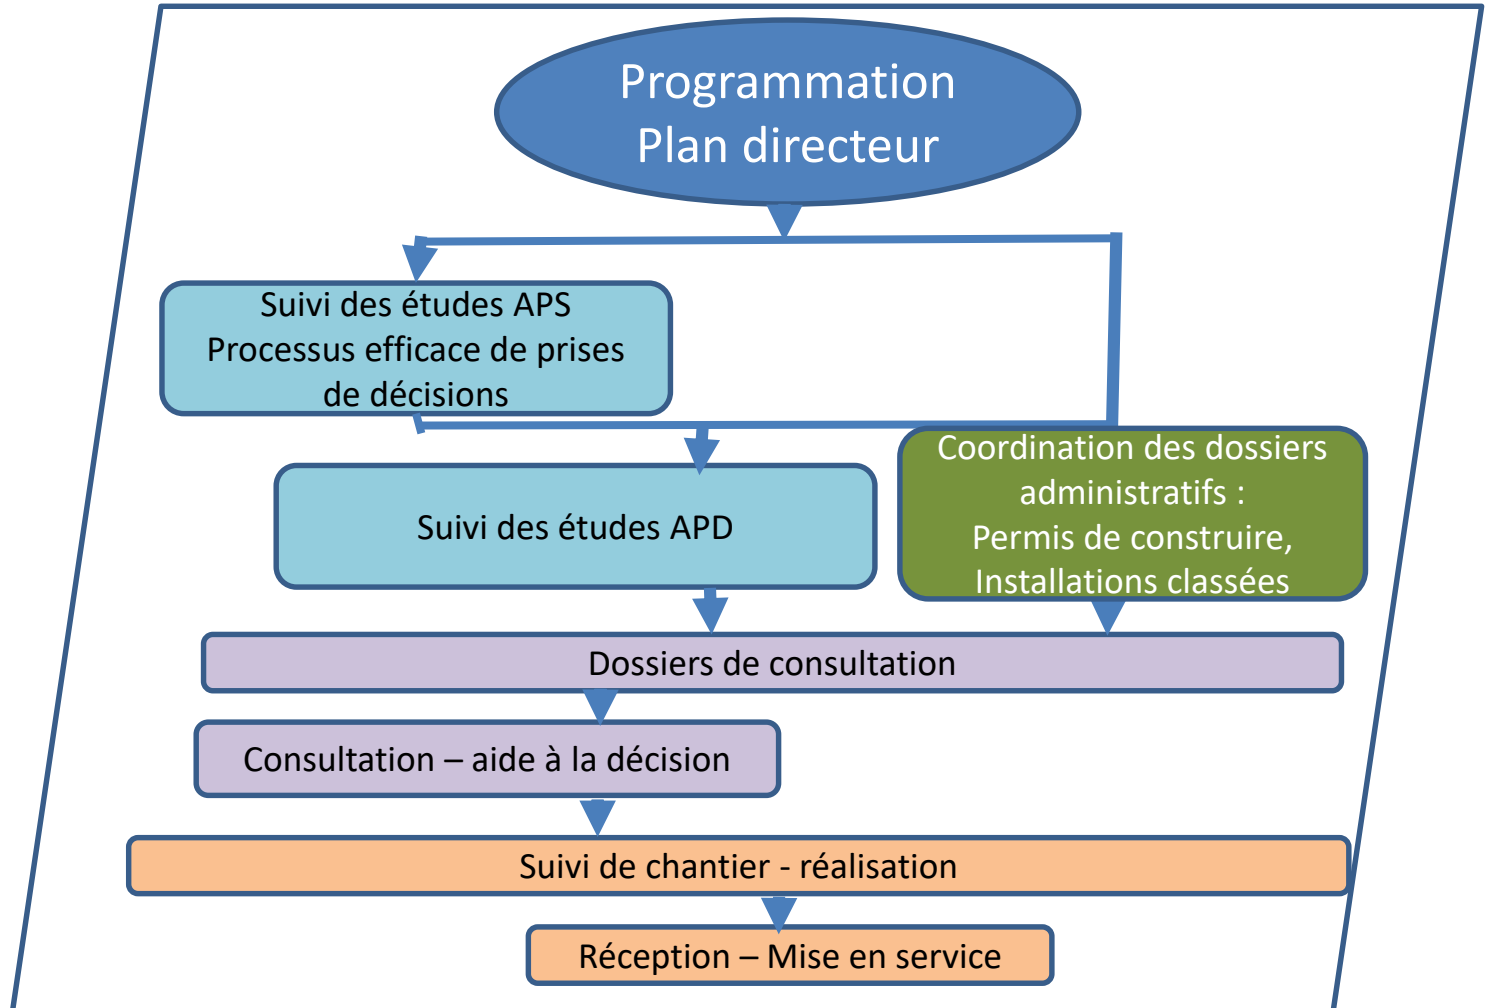 Programmation
Plan directeur
Suivi des études APS
Processus efficace de prises
de décisions
Coordination des dossiers
administratifs :
Permis de construire,
Installations classées
Suivi des études APD
Dossiers de consultation
Consultation – aide à la décision
Suivi de chantier - réalisation
Réception – Mise en service